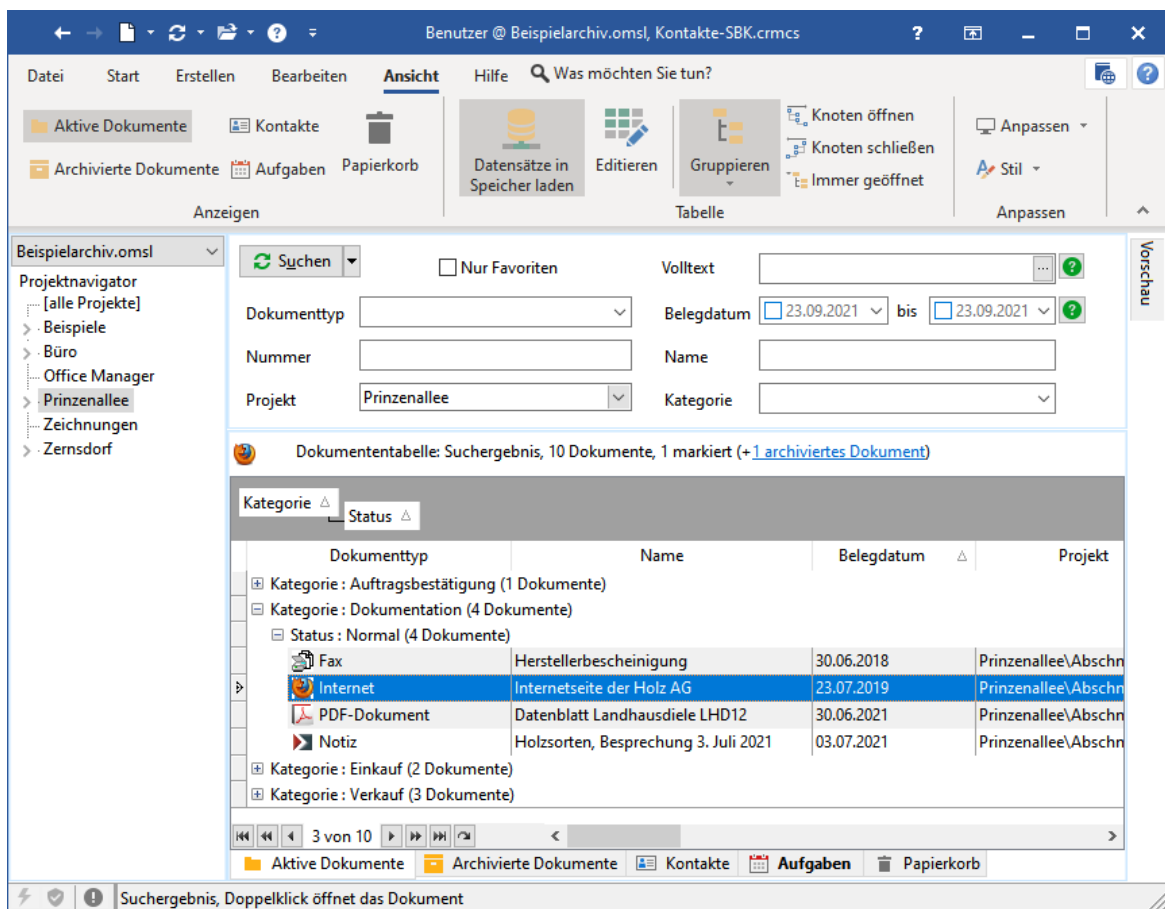 Benutzer @ Beispielarchiv.omsl, Kontakte-SBK.crmcs
Datei Start Erstellen Bearbeiten Ansicht Hilfe Was möchten Sie tun?
Aktive Dokumente
Archivierte Dokumente
Kontakte
Aufgaben
Papierkorb
Anzeigen
Datensätze in
Speicher laden
Editieren
Gruppieren
Knoten öffnen
Knoten schließen
Immer geöffnet
Tabelle
Anpassen
Stil
Anpassen
Beispielarchiv.omsl
Projektnavigator
[alle Projekte]
Beispiele
Büro
Office Manager
Prinzenallee
Zeichnungen
Zernsdorf
Suchen Nur Favoriten Volltext ...
Dokumenttyp Belegdatum 23.09.2021 bis 23.09.2021
Nummer Name
Projekt Prinzenallee Kategorie
Vorschau
Dokumententabelle: Suchergebnis, 10 Dokumente, 1 markiert (+1 archiviertes Dokument)
Kategorie
Status
Dokumenttyp Name Belegdatum Projekt
Kategorie : Auftragsbestätigung (1 Dokumente)
Kategorie : Dokumentation (4 Dokumente)
Status : Normal (4 Dokumente)
Fax Herstellerbescheinigung 30.06.2018 Prinzenallee\Abschn
Internet Internetseite der Holz AG 23.07.2019 Prinzenallee\Abschn
PDF-Dokument Datenblatt Landhausdiele LHD12 30.06.2021 Prinzenallee\Abschn
Notiz Holzsorten, Besprechung 3. Juli 2021 03.07.2021 Prinzenallee\Abschn
Kategorie : Einkauf (2 Dokumente)
Kategorie : Verkauf (3 Dokumente)
3 von 10
Aktive Dokumente Archivierte Dokumente Kontakte Aufgaben Papierkorb
Suchergebnis, Doppelklick öffnet das Dokument